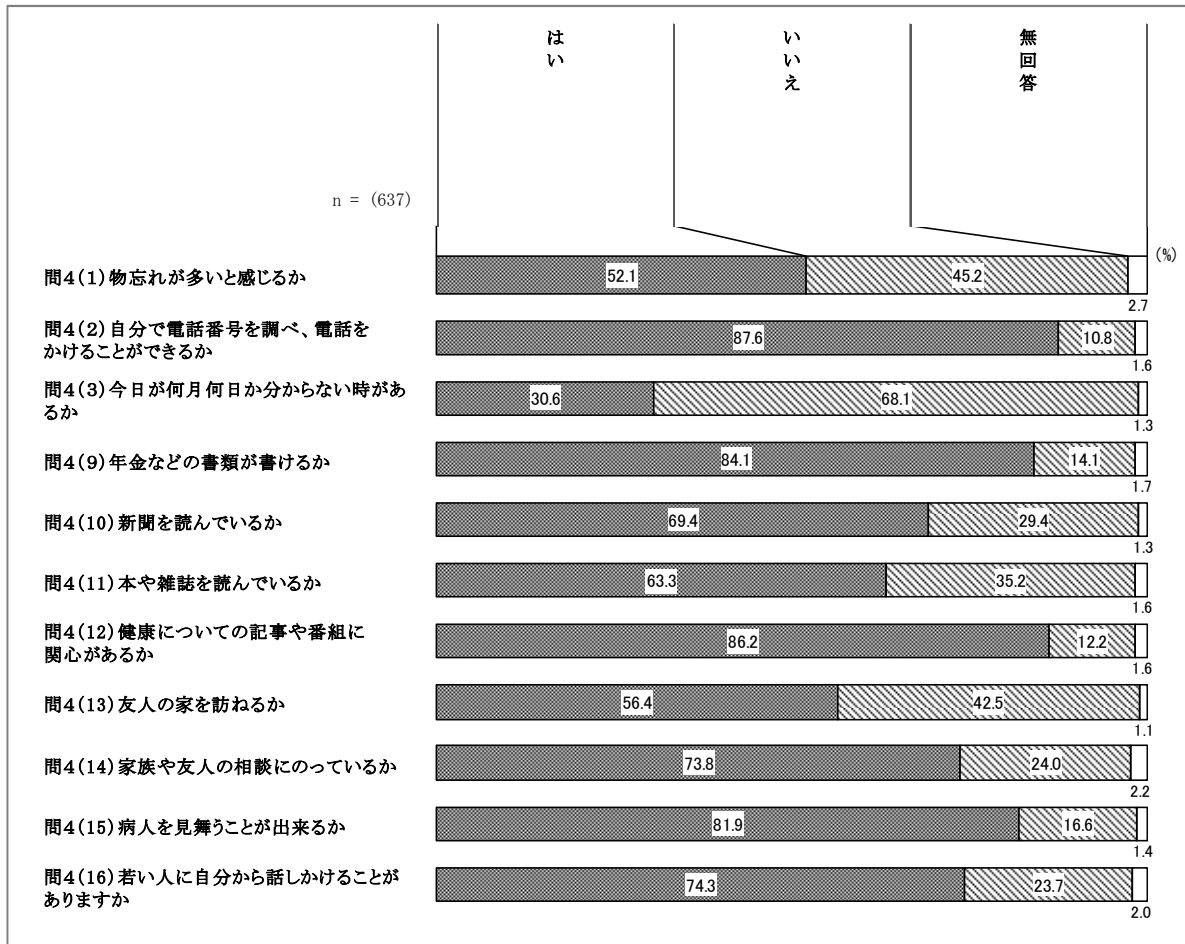 はい
いいえ
無回答
n = (637)
(%)
問4(1)物忘れが多いと感じるか
52.1
45.2
2.7
問4(2)自分で電話番号を調べ、電話を
かけることができるか
87.6
10.8
1.6
問4(3)今日が何月何日か分からない時があ
るか
30.6
68.1
1.3
問4(9)年金などの書類が書けるか
84.1
14.1
1.7
問4(10)新聞を読んでいるか
69.4
29.4
1.3
問4(11)本や雑誌を読んでいるか
63.3
35.2
1.6
問4(12)健康についての記事や番組に
関心があるか
86.2
12.2
1.6
問4(13)友人の家を訪ねるか
56.4
42.5
1.1
問4(14)家族や友人の相談にのっているか
73.8
24.0
2.2
問4(15)病人を見舞うことが出来るか
81.9
16.6
1.4
問4(16)若い人に自分から話しかけることが
ありますか
74.3
23.7
2.0